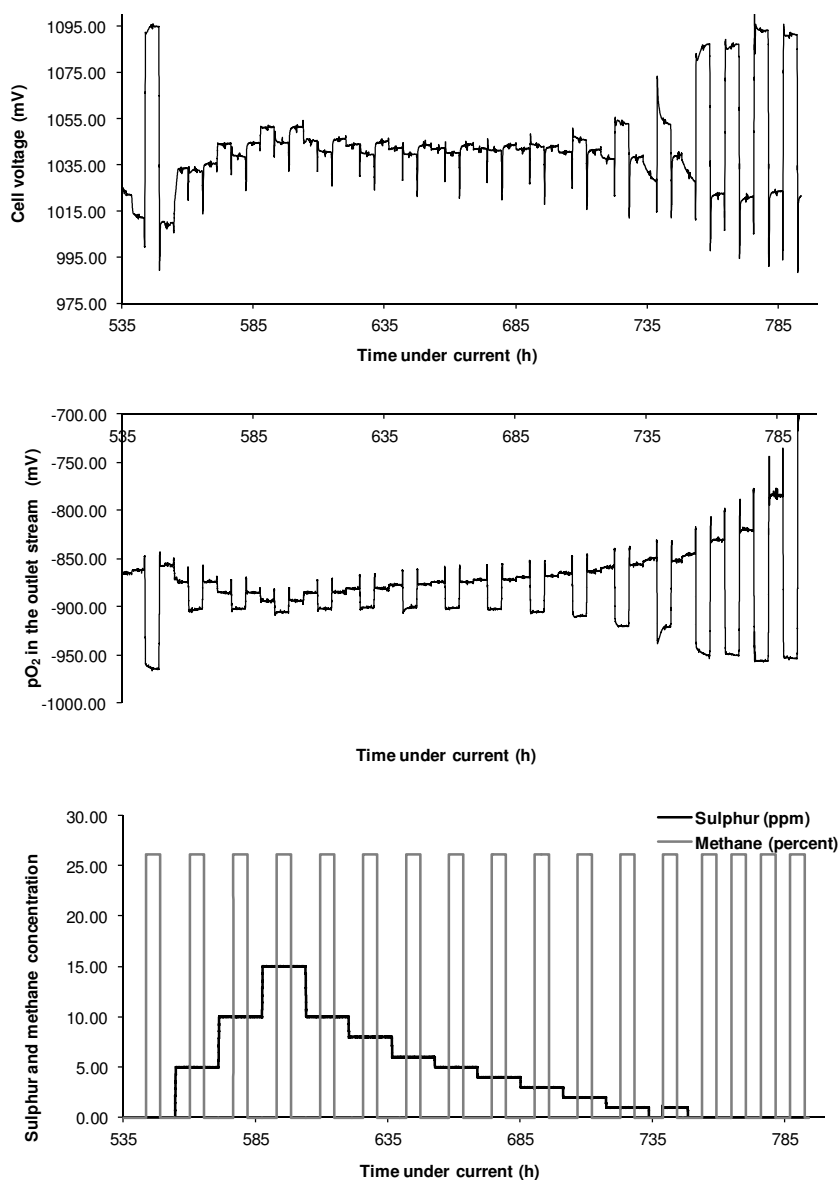 1095.00
1075.00
1055.00
1035.00
1015.00
995.00
975.00
Cell voltage (mV)
535 585 635 685 735 785
Time under current (h)
-700.00
-750.00
-800.00
-850.00
-900.00
-950.00
-1000.00
pO2 in the outlet stream (mV)
535 585 635 685 735 785
Time under current (h)
30.00
25.00
20.00
15.00
10.00
5.00
0.00
Sulphur and methane concentration
Sulphur (ppm)
Methane (percent)
535 585 635 685 735 785
Time under current (h)